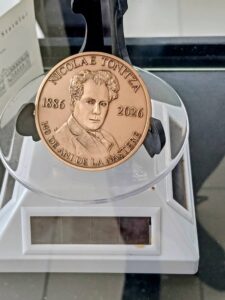 NICOLAE TONITZA
1886
2026
140 DE ANI DE LA NAȘTERE